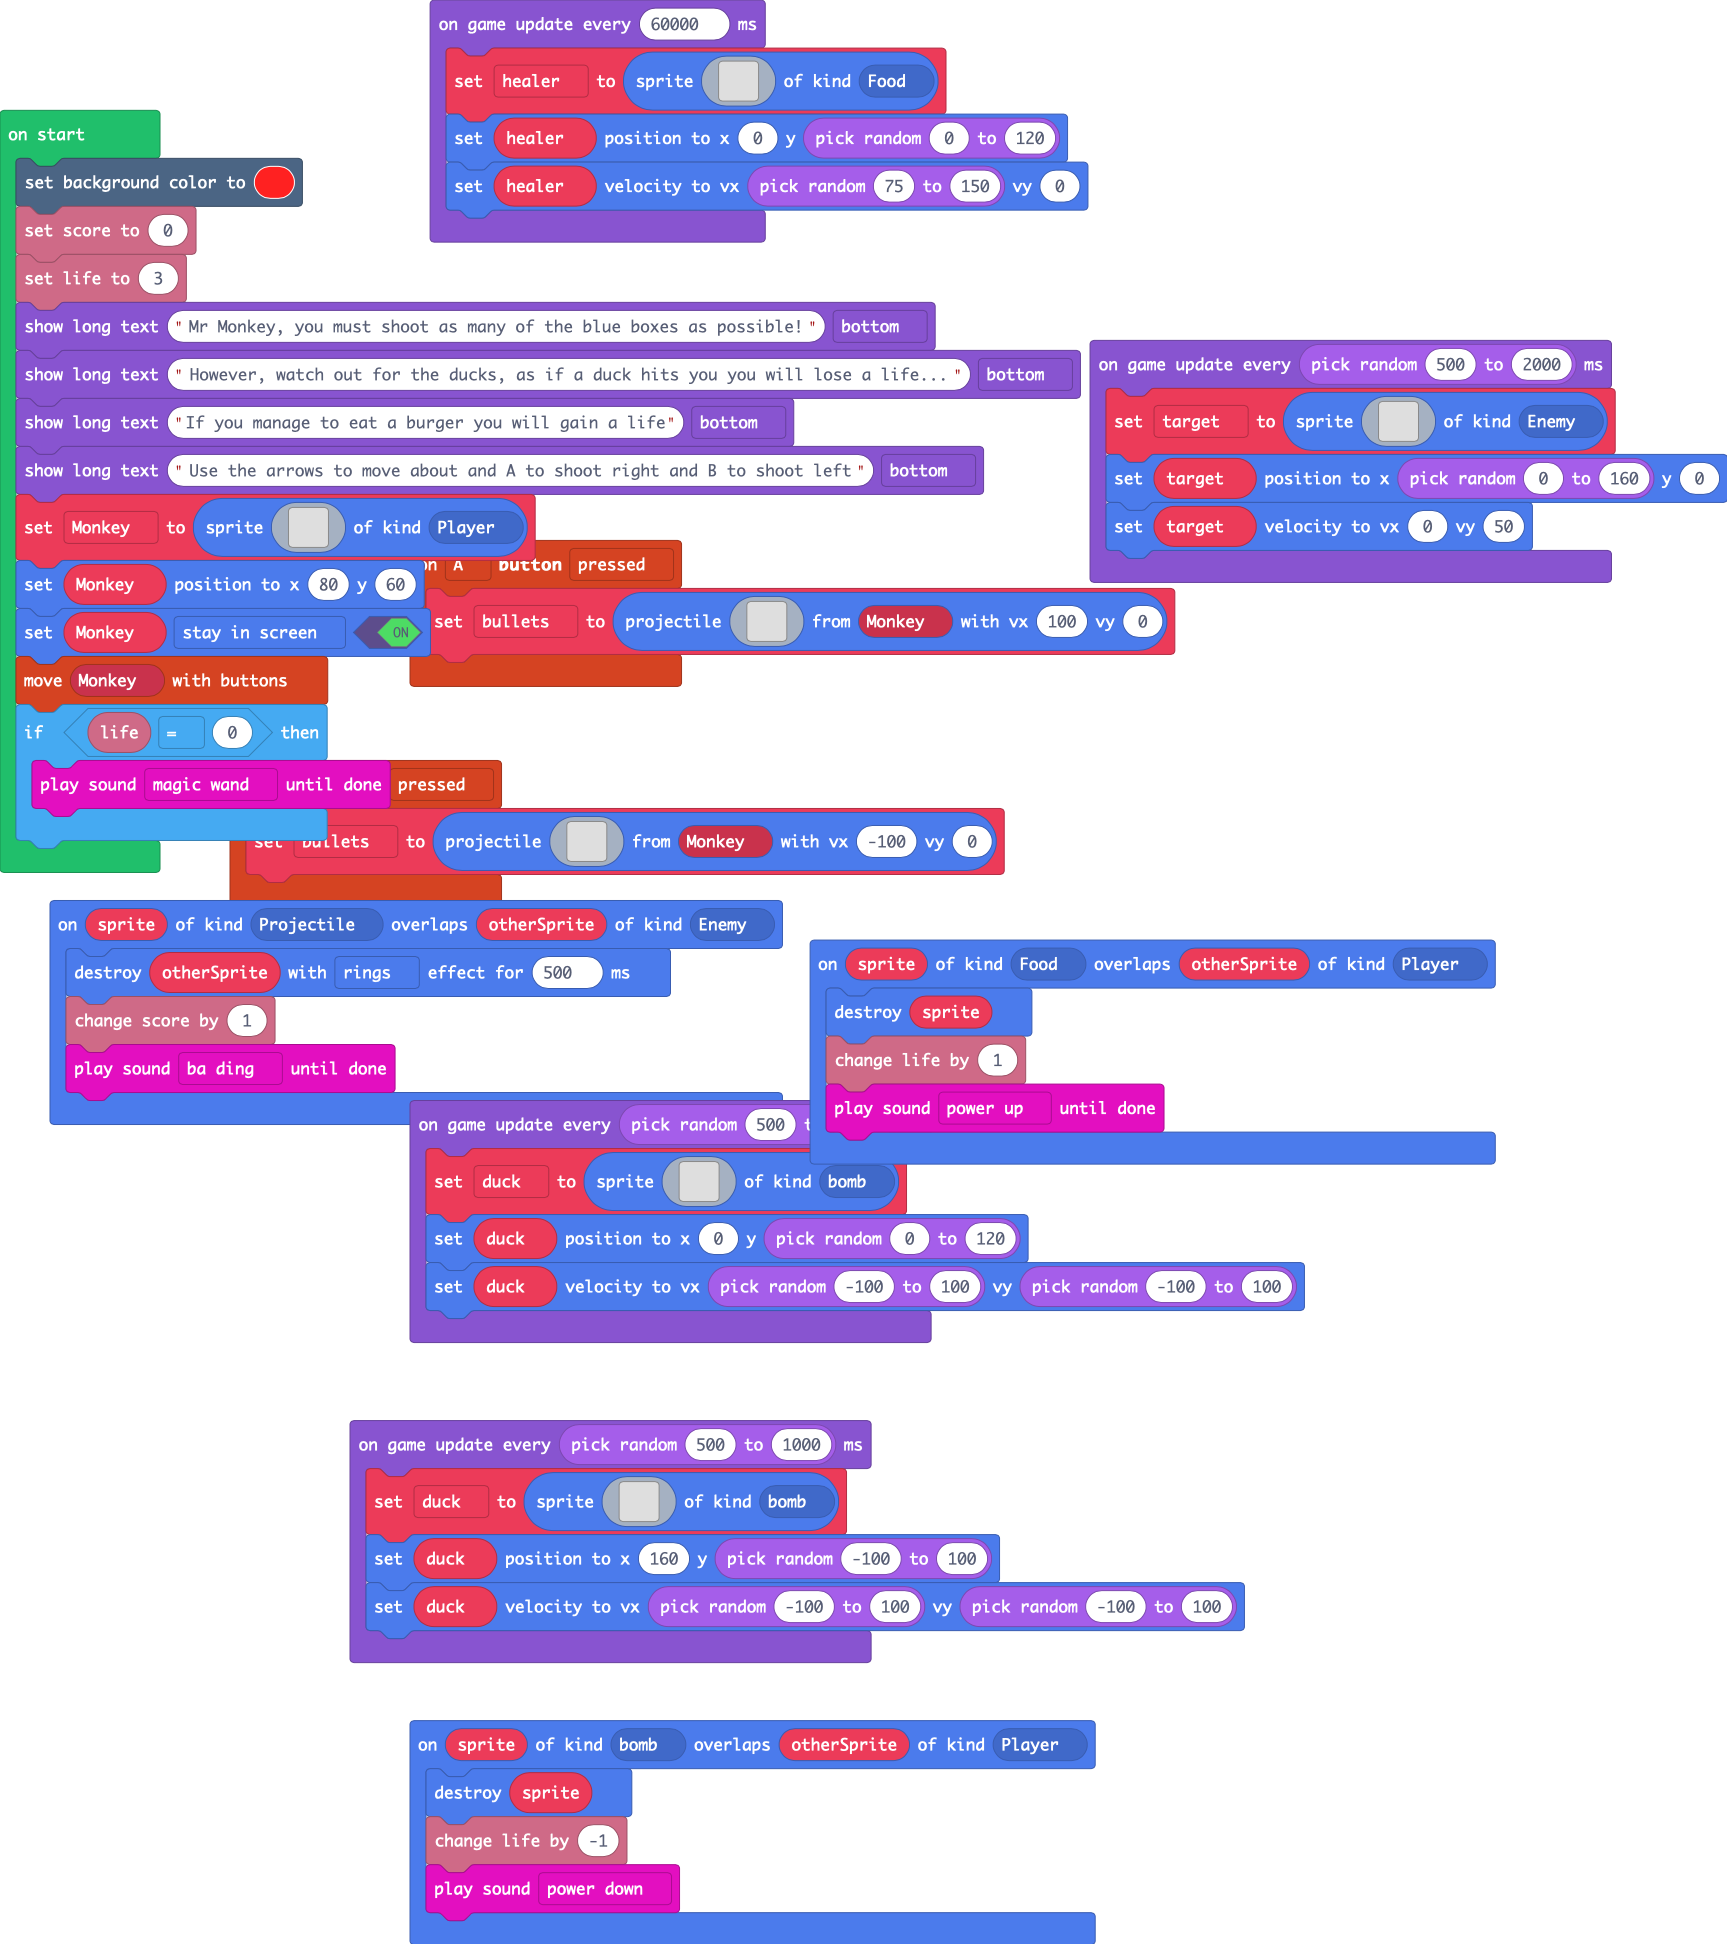 on game update every 60000 ms
set healer to sprite of kind Food
set healer position to x 0 y pick random 0 to 120
set healer velocity to vx pick random 75 to 150 vy 0
on start
set background color to
set score to 0
set life to 3
show long text "Mr Monkey, you must shoot as many of the blue boxes as possible!" bottom
show long text "However, watch out for the ducks, as if a duck hits you you will lose a life..." bottom
show long text "If you manage to eat a burger you will gain a life" bottom
show long text "Use the arrows to move about and A to shoot right and B to shoot left" bottom
set Monkey to sprite of kind Player
set Monkey position to x 80 y 60
set Monkey stay in screen ON
move Monkey with buttons
if life = 0 then
play sound magic wand until done
on game update every pick random 500 to 2000 ms
set target to sprite of kind Enemy
set target position to x pick random 0 to 160 y 0
set target velocity to vx 0 vy 50
on A button pressed
set bullets to projectile from Monkey with vx 100 vy 0
pressed
set bullets to projectile from Monkey with vx -100 vy 0
on sprite of kind Projectile overlaps otherSprite of kind Enemy
destroy otherSprite with rings effect for 500 ms
change score by 1
play sound ba ding until done
on sprite of kind Food overlaps otherSprite of kind Player
destroy sprite
change life by 1
play sound power up until done
on game update every pick random 500
set duck to sprite of kind bomb
set duck position to x 0 y pick random 0 to 120
set duck velocity to vx pick random -100 to 100 vy pick random -100 to 100
on game update every pick random 500 to 1000 ms
set duck to sprite of kind bomb
set duck position to x 160 y pick random -100 to 100
set duck velocity to vx pick random -100 to 100 vy pick random -100 to 100
on sprite of kind bomb overlaps otherSprite of kind Player
destroy sprite
change life by -1
play sound power down